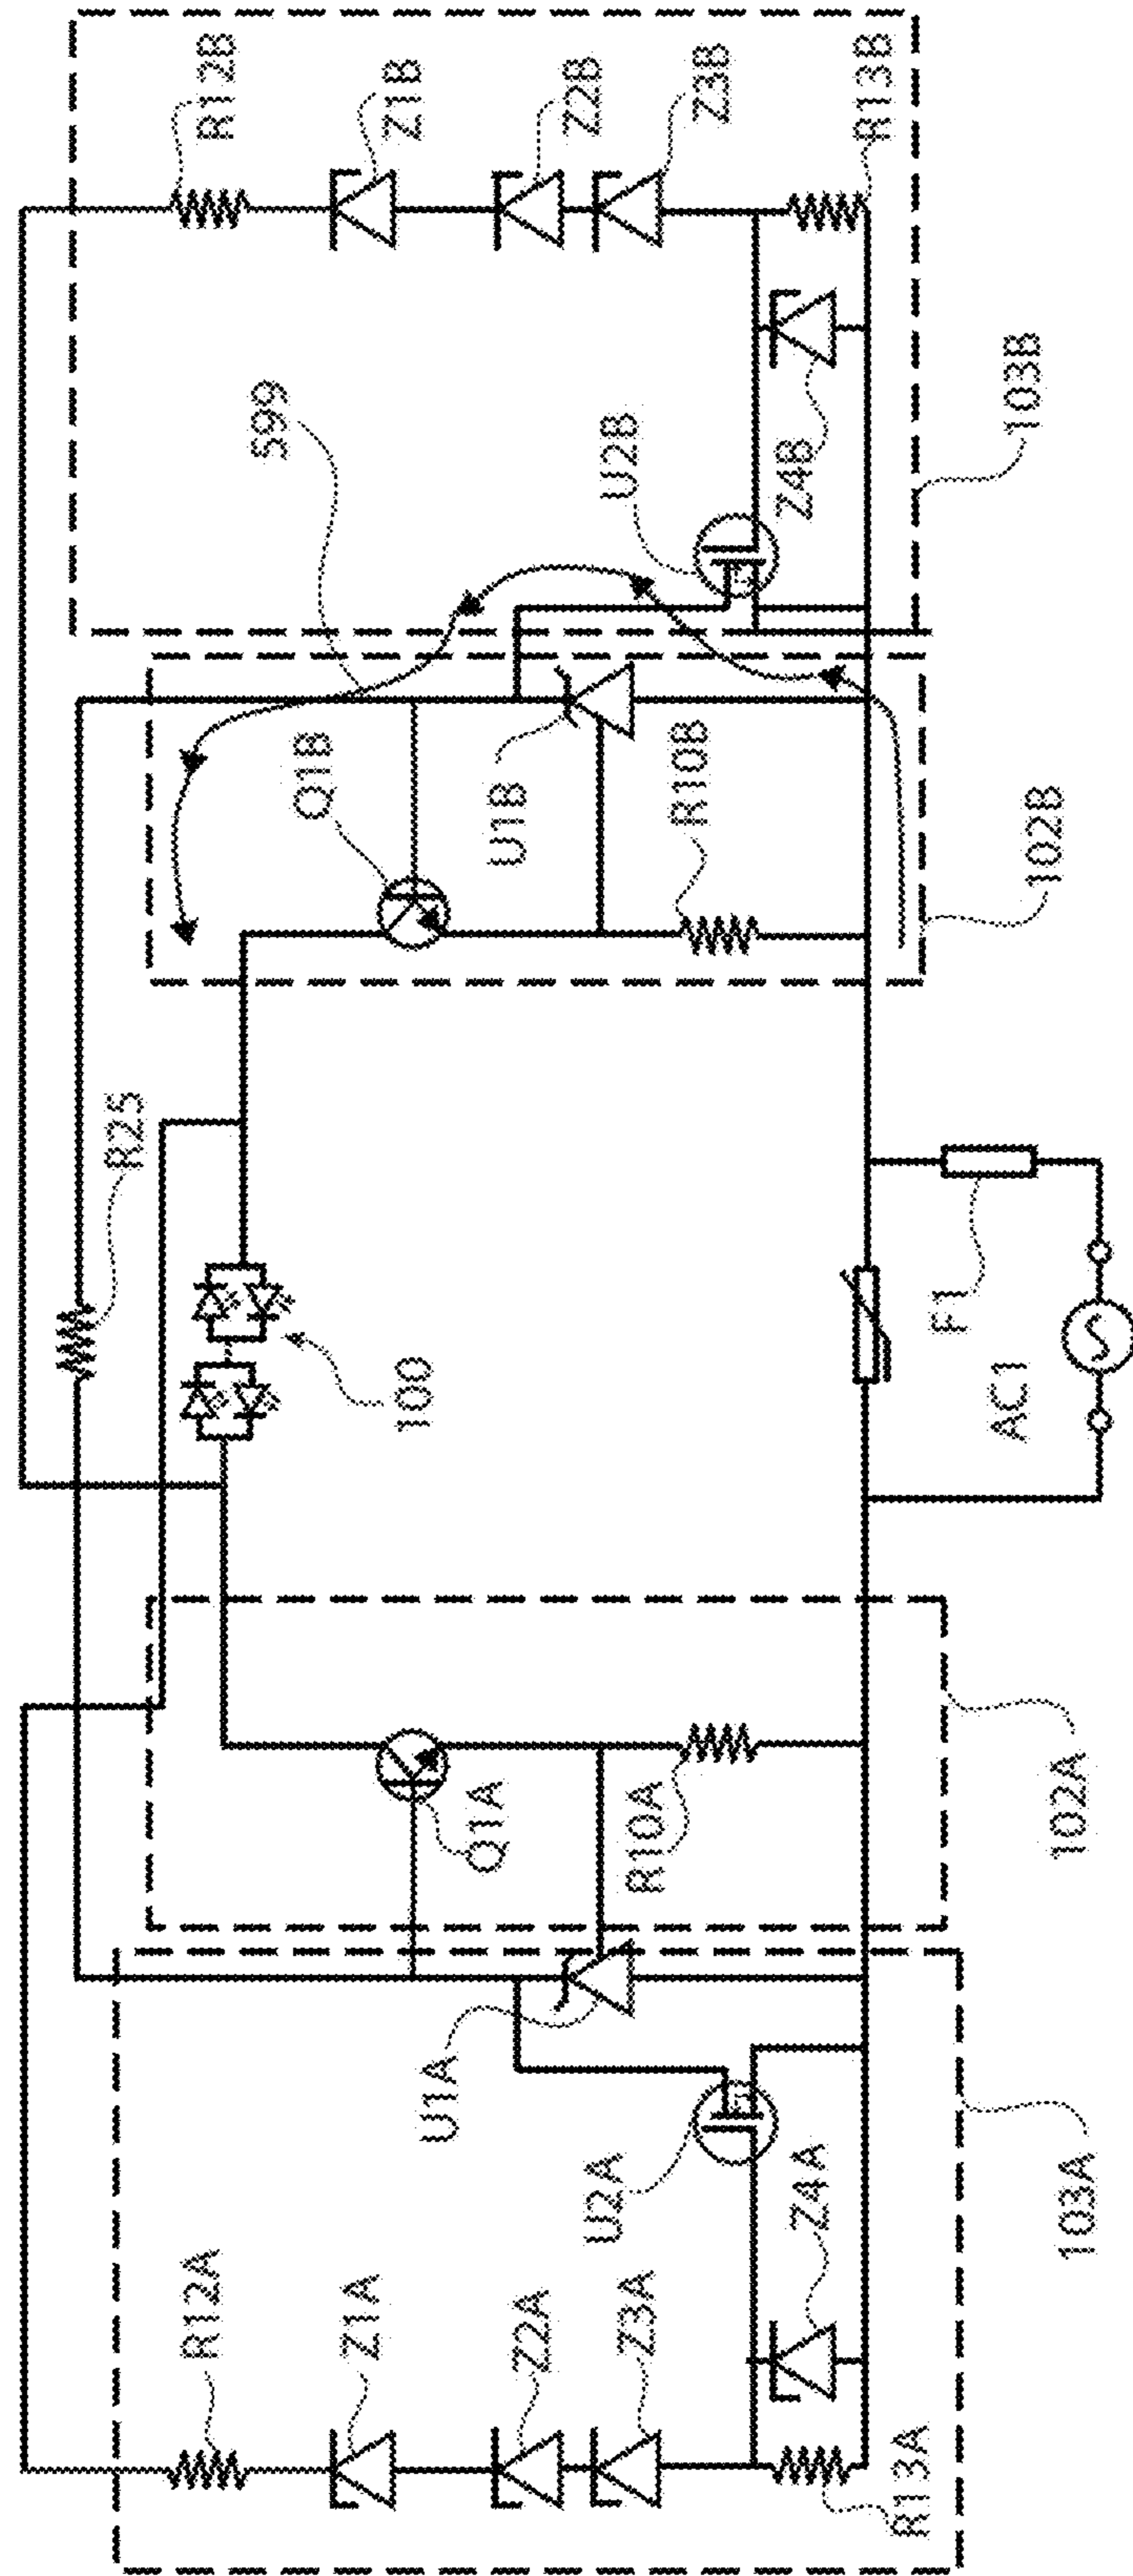 R12B
Z1B
Z2B
Z3B
R13B
S99
U2B
Z4B
103B
Q1B
U1B
R10B
102B
R25
100
F1
AC1
Q1A
R10A
102A
U1A
U2A
Z4A
103A
R12A
Z1A
Z2A
Z3A
R13A